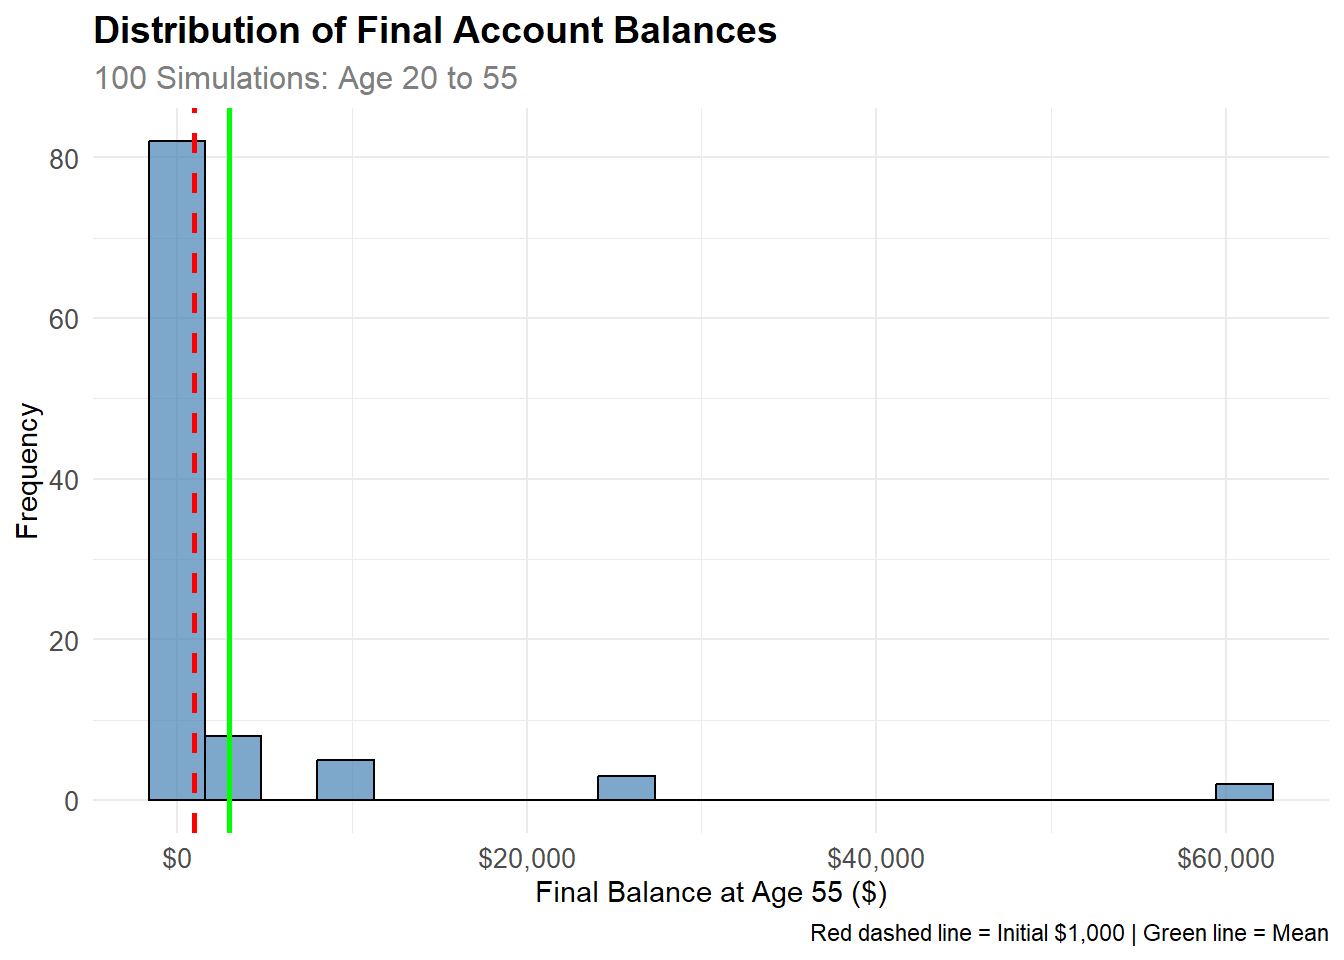 Distribution of Final Account Balances
100 Simulations: Age 20 to 55
Frequency
80
60
40
20
0
$0
$20,000
$40,000
$60,000
Final Balance at Age 55 ($)
Red dashed line = Initial $1,000 | Green line = Mean